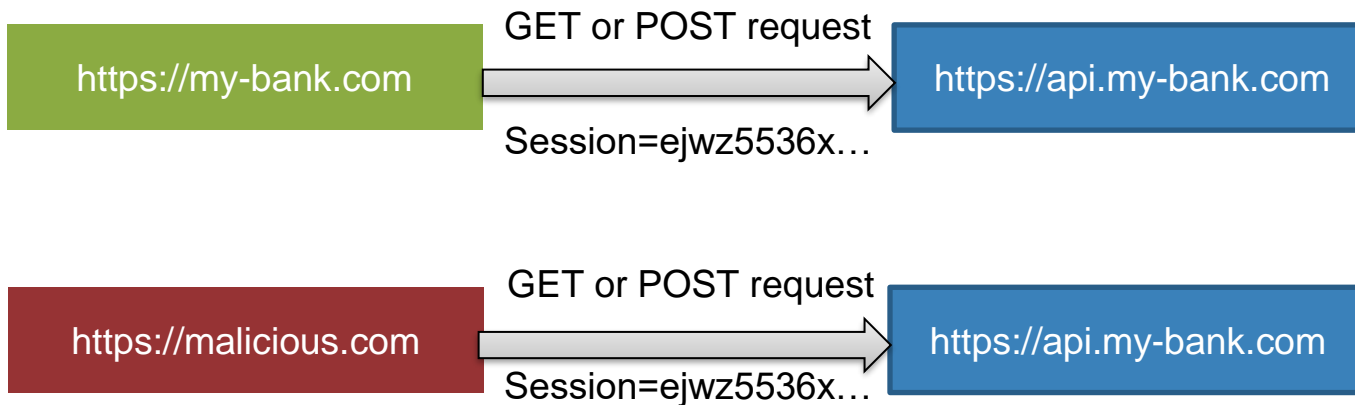 GET or POST request
https://my-bank.com
https://api.my-bank.com
Session=ejwz5536x…
GET or POST request
https://malicious.com
https://api.my-bank.com
Session=ejwz5536x…